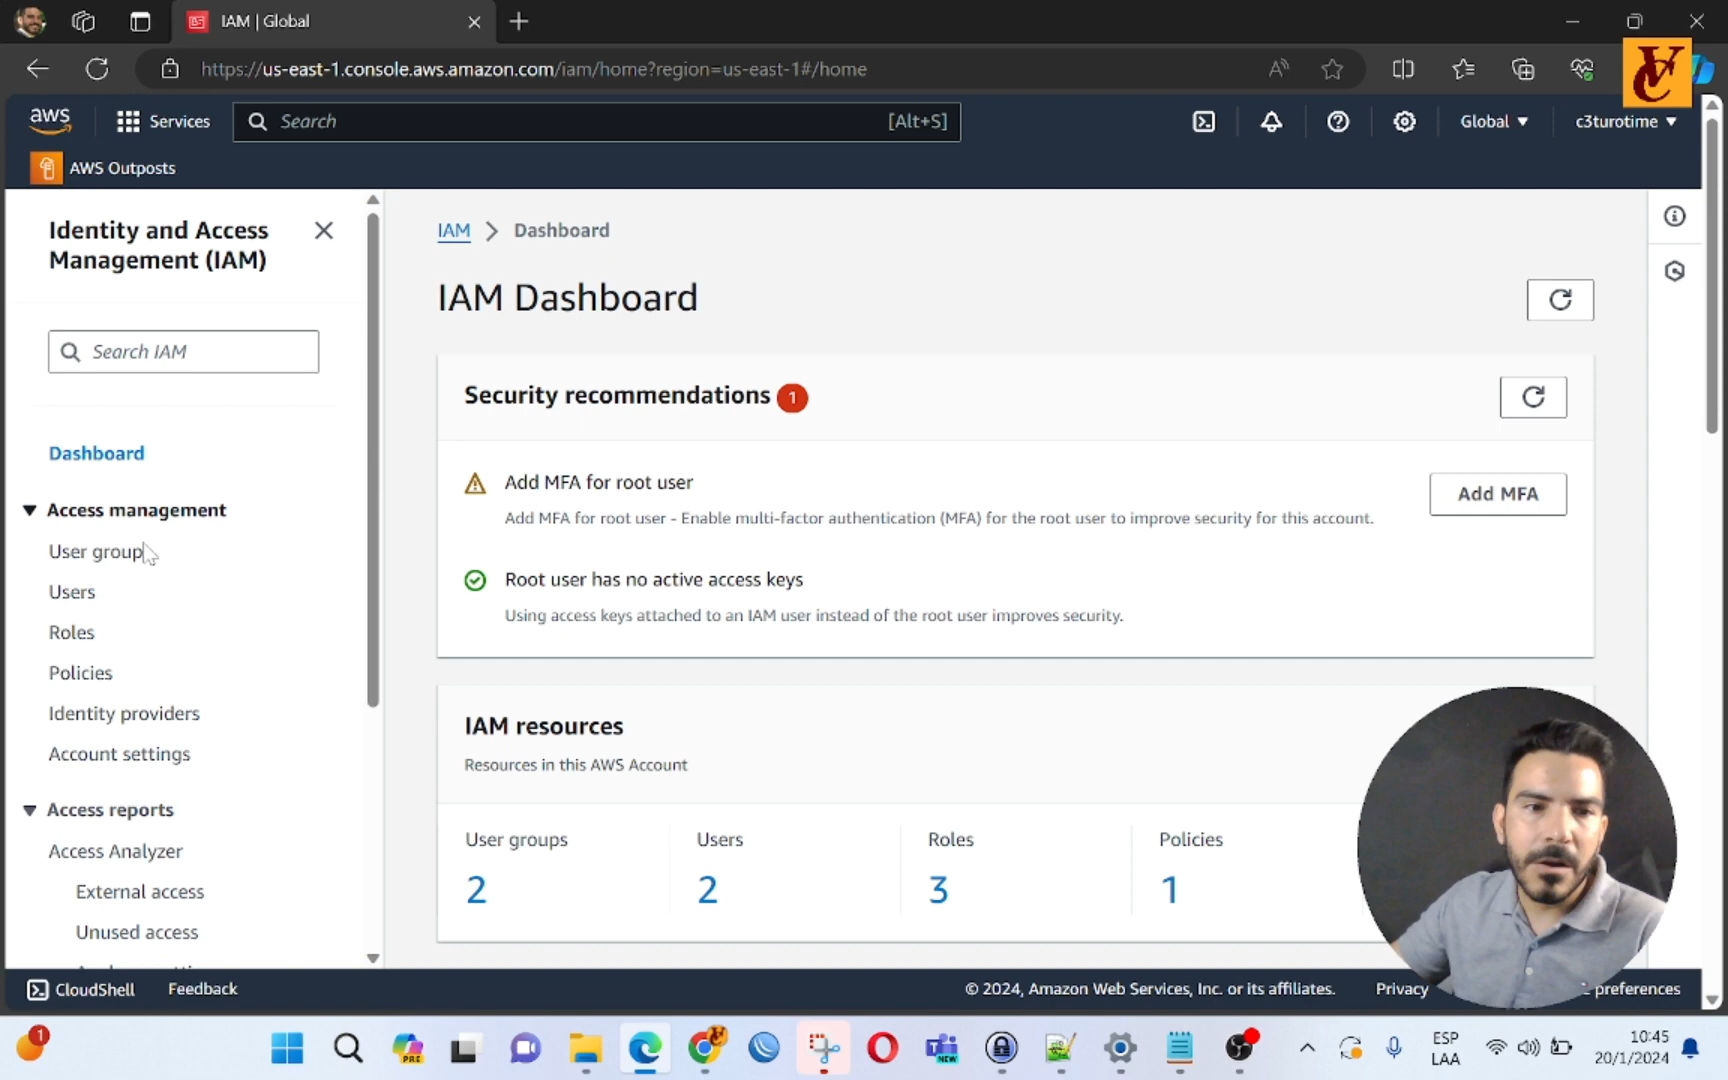 IAM | Global
https://us-east-1.console.aws.amazon.com/iam/home?region=us-east-1#/home
aws
Services
Search
[Alt+S]
Global
c3turotime
AWS Outposts
Identity and Access
Management (IAM)
Search IAM
Dashboard
Access management
User group
Users
Roles
Policies
Identity providers
Account settings
Access reports
Access Analyzer
External access
Unused access
IAM
Dashboard
IAM Dashboard
Security recommendations 1
Add MFA for root user
Add MFA for root user - Enable multi-factor authentication (MFA) for the root user to improve security for this account.
Add MFA
Root user has no active access keys
Using access keys attached to an IAM user instead of the root user improves security.
IAM resources
Resources in this AWS Account
User groups
Users
Roles
Policies
2
2
3
1
CloudShell
Feedback
© 2024, Amazon Web Services, Inc. or its affiliates.
Privacy
preferences
1
PRE
NEW
ESP
LAA
10:45
20/1/2024